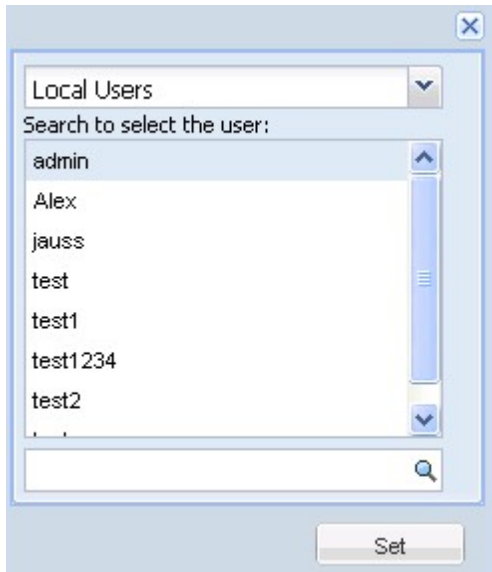 Local Users
Search to select the user:
admin
Alex
jauss
test
test1
test1234
test2
Set